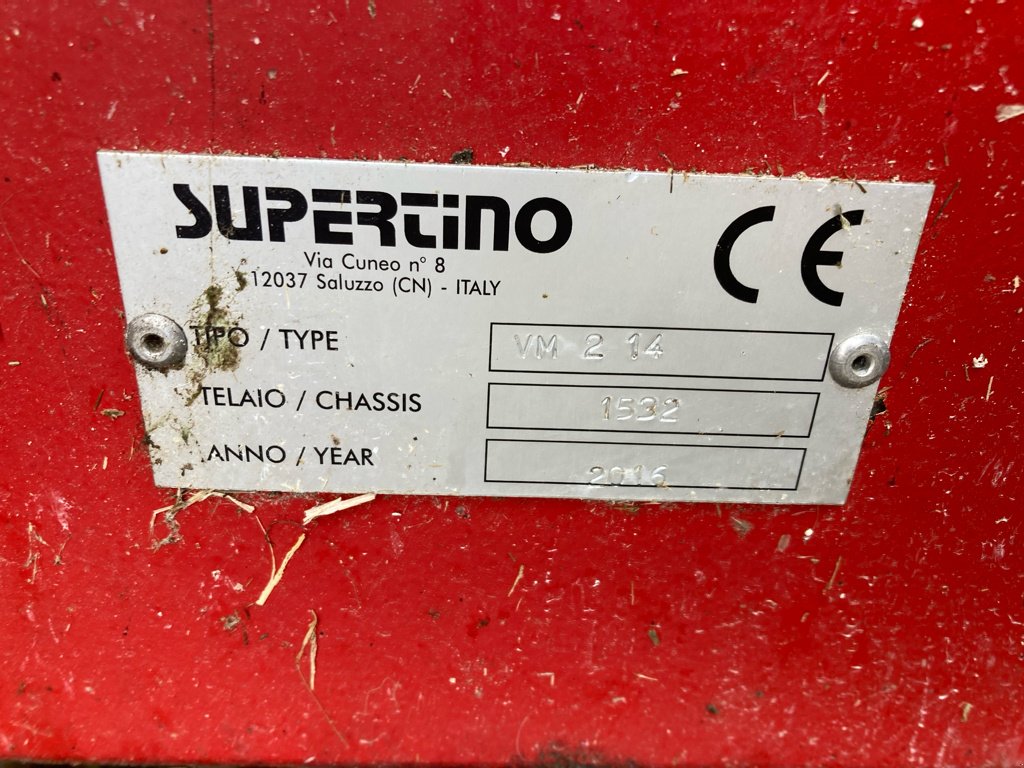 SUPERTiNO
CE
Via Cuneo n° 8
12037 Saluzzo (CN) - ITALY
TIPO / TYPE VM 2 14
TELAIO / CHASSIS 1532
ANNO / YEAR 2016